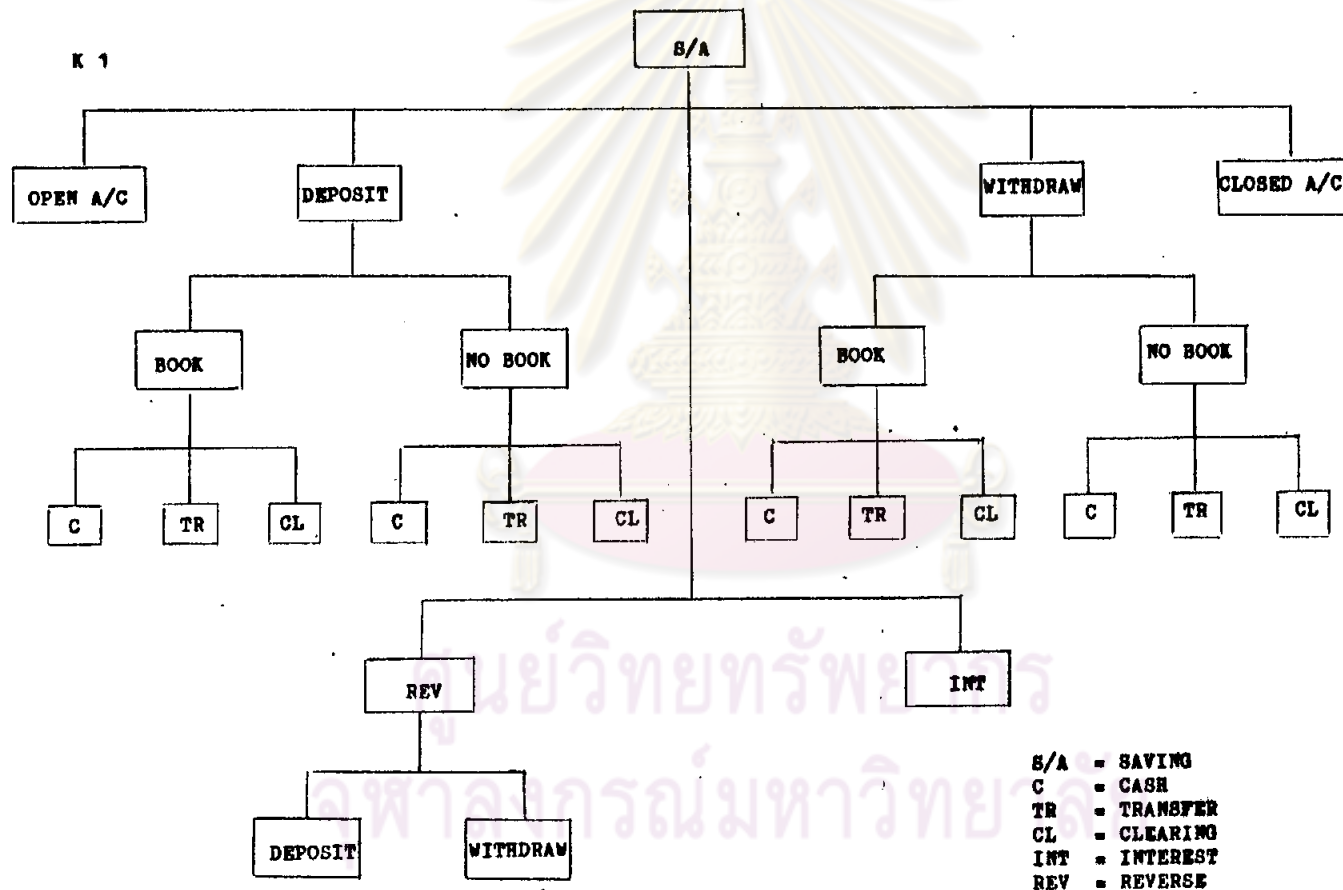 K 1
S/A
OPEN A/C
DEPOSIT
WITHDRAW
CLOSED A/C
BOOK
NO BOOK
BOOK
NO BOOK
C
TR
CL
C
TR
CL
C
TR
CL
C
TR
CL
REV
INT
DEPOSIT
WITHDRAW
S/A = SAVING
C = CASH
TR = TRANSFER
CL = CLEARING
INT = INTEREST
REV = REVERSE
ศูนย์วิทยทรัพยากร
จุฬาลงกรณ์มหาวิทยาลัย